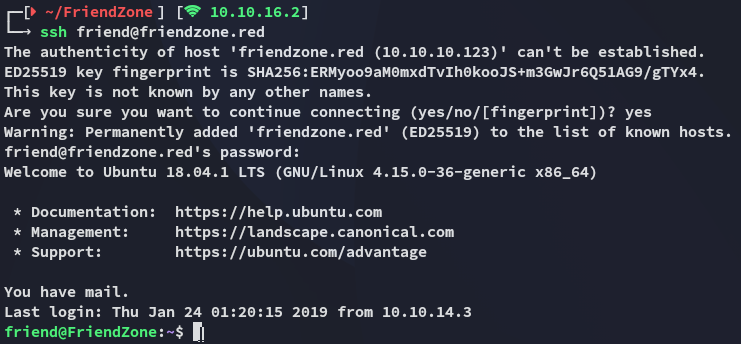 ┌─[ ~/FriendZone ] [ 10.10.16.2]
└─→ ssh friend@friendzone.red
The authenticity of host 'friendzone.red (10.10.10.123)' can't be established.
ED25519 key fingerprint is SHA256:ERMyoo9aM0mxdTvIh0kooJS+m3GwJr6Q51AG9/gTYx4.
This key is not known by any other names.
Are you sure you want to continue connecting (yes/no/[fingerprint])? yes
Warning: Permanently added 'friendzone.red' (ED25519) to the list of known hosts.
friend@friendzone.red's password:
Welcome to Ubuntu 18.04.1 LTS (GNU/Linux 4.15.0-36-generic x86_64)

 * Documentation:  https://help.ubuntu.com
 * Management:     https://landscape.canonical.com
 * Support:        https://ubuntu.com/advantage

You have mail.
Last login: Thu Jan 24 01:20:15 2019 from 10.10.14.3
friend@FriendZone:~$